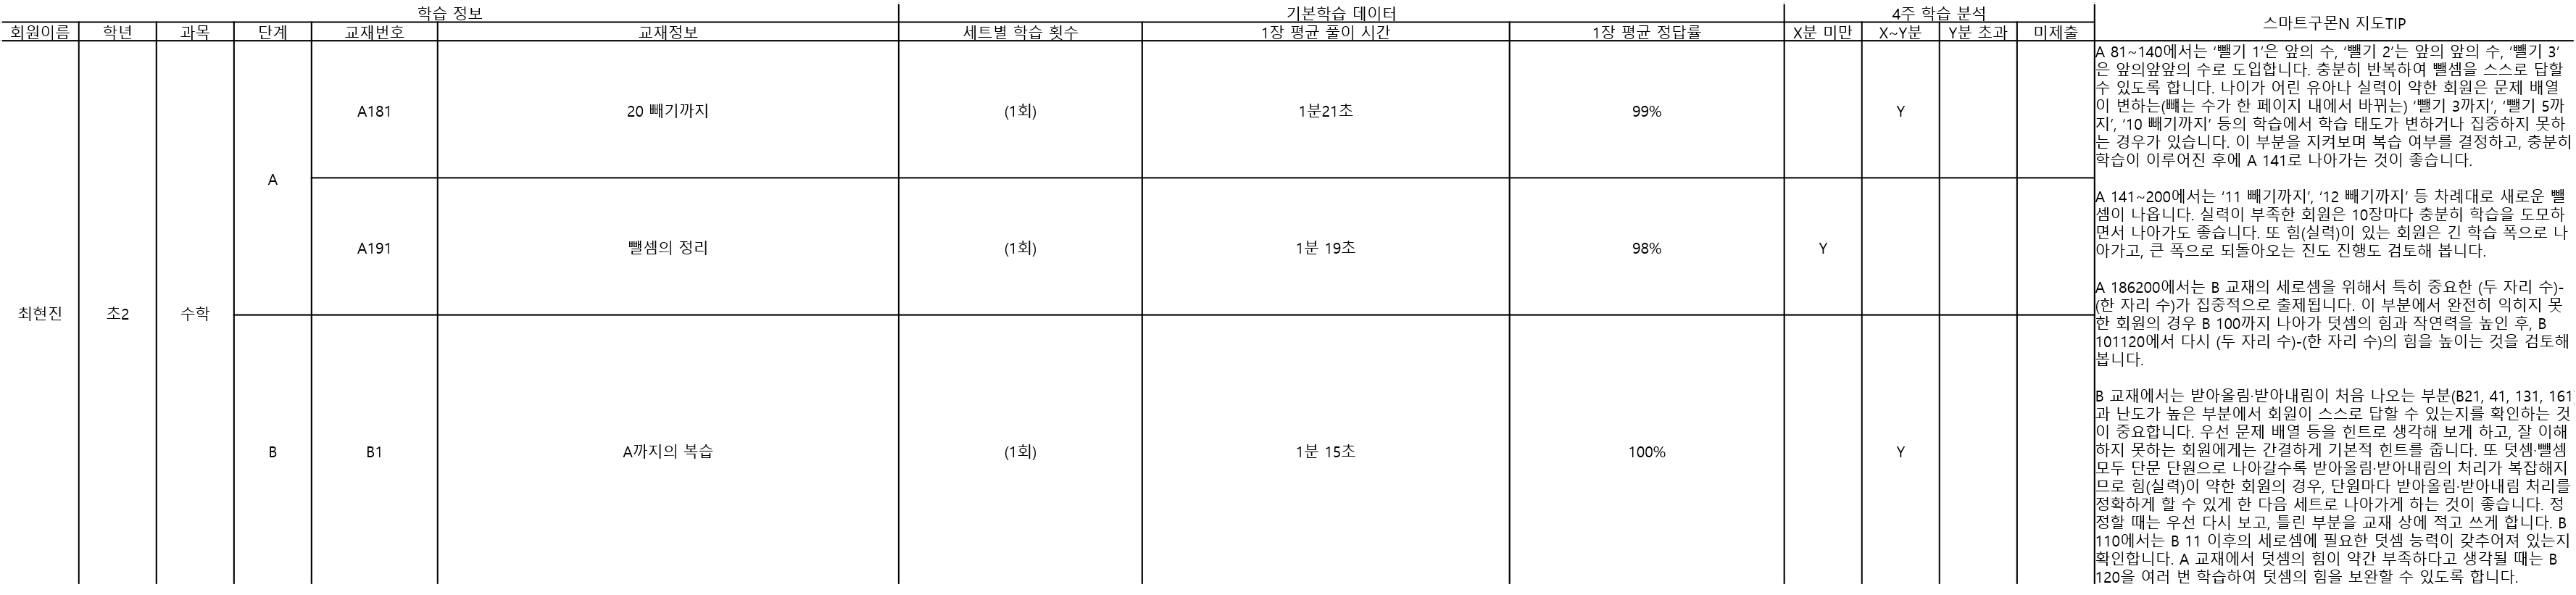 학습 정보
기본학습 데이터
4주 학습 분석
스마트구몬N 지도TIP
회원이름 학년 과목 단계 교재번호 교재정보 세트별 학습 횟수 1장 평균 풀이 시간 1장 평균 정답률 X분 미만 X~Y분 Y분 초과 미제출
최현진 초2 수학
A
A181 20 빼기까지 (1회) 1분21초 99% Y
A191 뺄셈의 정리 (1회) 1분 19초 98% Y
B
B1 A까지의 복습 (1회) 1분 15초 100% Y
A 81~140에서는 ‘뺄기 1’은 앞의 수, ‘뺄기 2’는 앞의 앞의 수, ‘뺄기 3’
은 앞의앞앞의 수로 도입합니다. 충분히 반복하여 뺄셈을 스스로 답할
수 있도록 합니다. 나이가 어린 유아나 실력이 약한 회원은 문제 배열
이 변하는(빼는 수가 한 페이지 내에서 바뀌는) ‘뺄기 3까지’, ‘뺄기 5까
지’, ‘10 빼기까지’ 등의 학습에서 학습 태도가 변하거나 집중하지 못하
는 경우가 있습니다. 이 부분을 지켜보며 복습 여부를 결정하고, 충분히
학습이 이루어진 후에 A 141로 나아가는 것이 좋습니다.
A 141~200에서는 ‘11 빼기까지’, ‘12 빼기까지’ 등 차례대로 새로운 뺄
셈이 나옵니다. 실력이 부족한 회원은 10장마다 충분히 학습을 도모하
면서 나아가도 좋습니다. 또 힘(실력)이 있는 회원은 긴 학습 폭으로 나
아가고, 큰 폭으로 되돌아오는 진도 진행도 검토해 봅니다.
A 186200에서는 B 교재의 세로셈을 위해서 특히 중요한 (두 자리 수)-
(한 자리 수)가 집중적으로 출제됩니다. 이 부분에서 완전히 익히지 못
한 회원의 경우 B 100까지 나아가 덧셈의 힘과 작연력을 높인 후, B
101120에서 다시 (두 자리 수)-(한 자리 수)의 힘을 높이는 것을 검토해
봅니다.
B 교재에서는 받아올림·받아내림이 처음 나오는 부분(B21, 41, 131, 161)
과 난도가 높은 부분에서 회원이 스스로 답할 수 있는지를 확인하는 것
이 중요합니다. 우선 문제 배열 등을 힌트로 생각해 보게 하고, 잘 이해
하지 못하는 회원에게는 간결하게 기본적 힌트를 줍니다. 또 덧셈·뺄셈
모두 단문 단원으로 나아갈수록 받아올림·받아내림의 처리가 복잡해지
므로 힘(실력)이 약한 회원의 경우, 단원마다 받아올림·받아내림 처리를
정확하게 할 수 있게 한 다음 세트로 나아가게 하는 것이 좋습니다. 정
정할 때는 우선 다시 보고, 틀린 부분을 교재 상에 적고 쓰게 합니다. B
110에서는 B 11 이후의 세로셈에 필요한 덧셈 능력이 갖추어져 있는지
확인합니다. A 교재에서 덧셈의 힘이 약간 부족하다고 생각될 때는 B
120을 여러 번 학습하여 덧셈의 힘을 보완할 수 있도록 합니다.